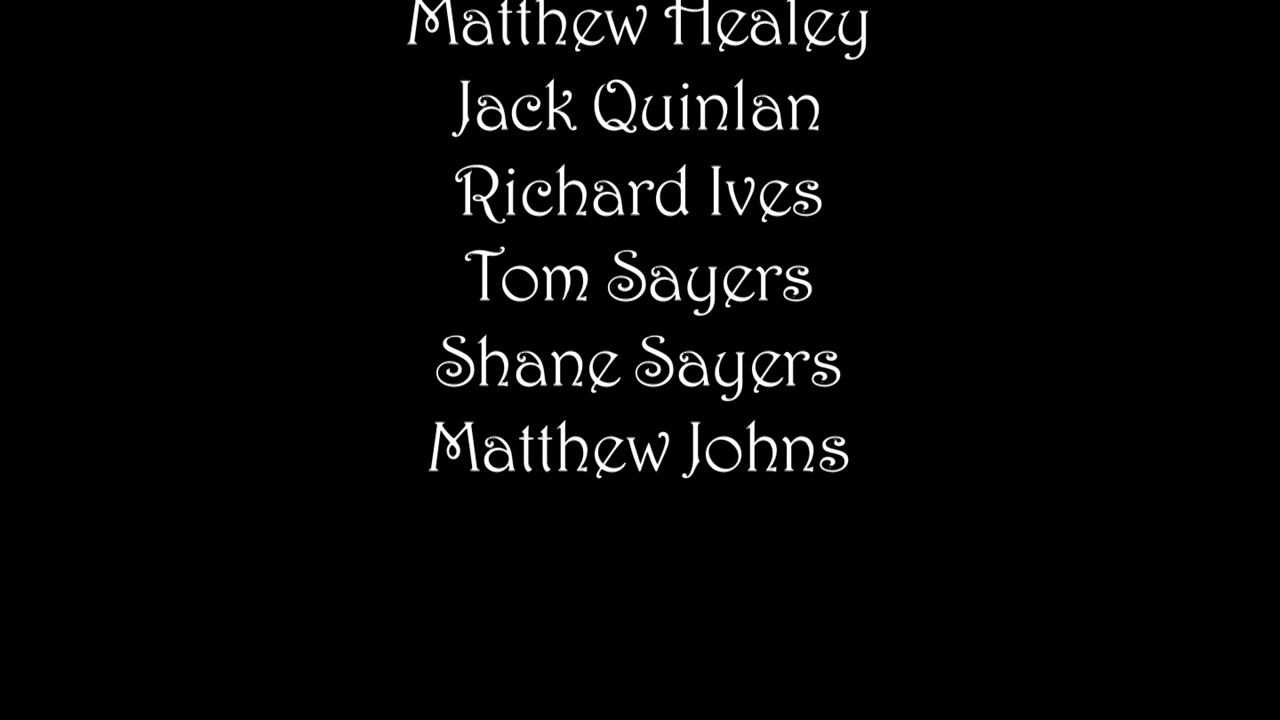 Matthew Healey
Jack Quinlan
Richard Ives
Tom Sayers
Shane Sayers
Matthew Johns